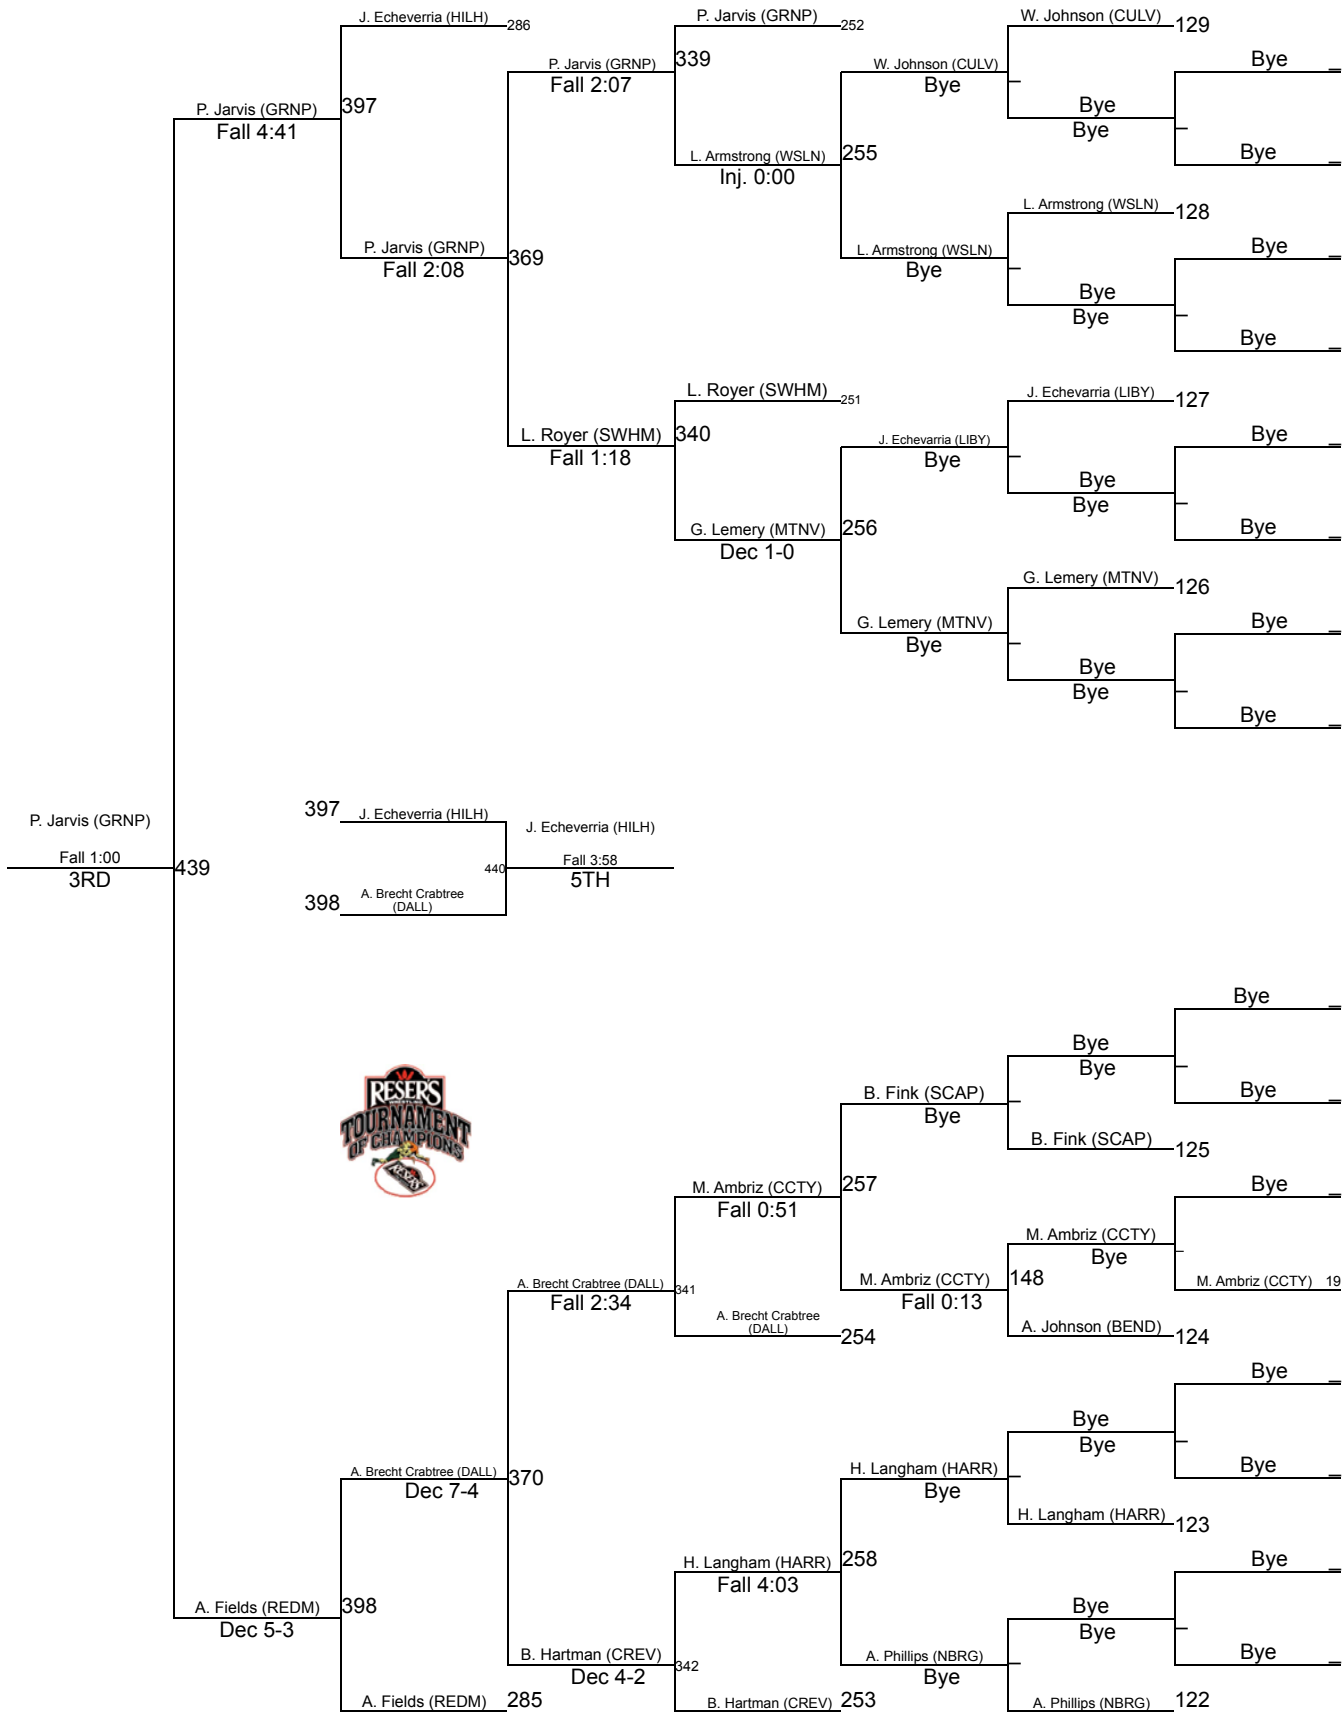 J. Echeverria (HILH)
286
P. Jarvis (GRNP)
252
W. Johnson (CULV)
129
P. Jarvis (GRNP)
Fall 2:07
339
W. Johnson (CULV)
Bye
Bye
P. Jarvis (GRNP)
Fall 4:41
397
Bye
Bye
L. Armstrong (WSLN)
Inj. 0:00
255
Bye
L. Armstrong (WSLN)
128
P. Jarvis (GRNP)
Fall 2:08
369
L. Armstrong (WSLN)
Bye
Bye
Bye
Bye
Bye
L. Royer (SWHM)
251
J. Echevarria (LIBY)
127
L. Royer (SWHM)
Fall 1:18
340
J. Echevarria (LIBY)
Bye
Bye
Bye
Bye
G. Lemery (MTNV)
Dec 1-0
256
Bye
G. Lemery (MTNV)
126
G. Lemery (MTNV)
Bye
Bye
Bye
Bye
Bye
P. Jarvis (GRNP)
Fall 1:00
3RD
439
397
J. Echeverria (HILH)
J. Echeverria (HILH)
440
Fall 3:58
5TH
398
A. Brecht Crabtree
(DALL)
Bye
Bye
Bye
RESER'S
WRESTLING
TOURNAMENT
OF CHAMPIONS
RESER'S
B. Fink (SCAP)
Bye
Bye
B. Fink (SCAP)
125
M. Ambriz (CCTY)
Fall 0:51
257
Bye
M. Ambriz (CCTY)
Bye
A. Brecht Crabtree (DALL)
Fall 2:34
341
M. Ambriz (CCTY)
Fall 0:13
148
M. Ambriz (CCTY)
19
A. Brecht Crabtree
(DALL)
254
A. Johnson (BEND)
124
Bye
Bye
Bye
A. Brecht Crabtree (DALL)
Dec 7-4
370
H. Langham (HARR)
Bye
Bye
H. Langham (HARR)
123
H. Langham (HARR)
Fall 4:03
258
Bye
A. Fields (REDM)
Dec 5-3
398
Bye
Bye
B. Hartman (CREV)
Dec 4-2
342
A. Phillips (NBRG)
Bye
Bye
A. Fields (REDM)
285
B. Hartman (CREV)
253
A. Phillips (NBRG)
122